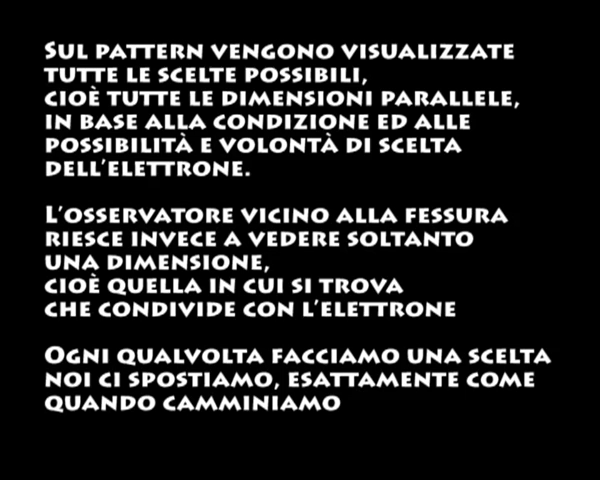 Sul pattern vengono visualizzate
tutte le scelte possibili,
cioè tutte le dimensioni parallele,
in base alla condizione ed alle
possibilità e volontà di scelta
dell'elettrone.
L'osservatore vicino alla fessura
riesce invece a vedere soltanto
una dimensione,
cioè quella in cui si trova
che condivide con l'elettrone
Ogni qualvolta facciamo una scelta
noi ci spostiamo, esattamente come
quando camminiamo